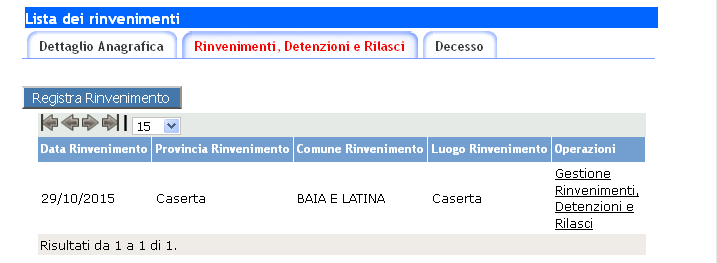 Lista dei rinvenimenti
Dettaglio Anagrafica Rinvenimenti, Detenzioni e Rilasci Decesso
Registra Rinvenimento
15
Data Rinvenimento Provincia Rinvenimento Comune Rinvenimento Luogo Rinvenimento Operazioni
29/10/2015 Caserta BAIA E LATINA Caserta Gestione
Rinvenimenti,
Detenzioni e
Rilasci
Risultati da 1 a 1 di 1.